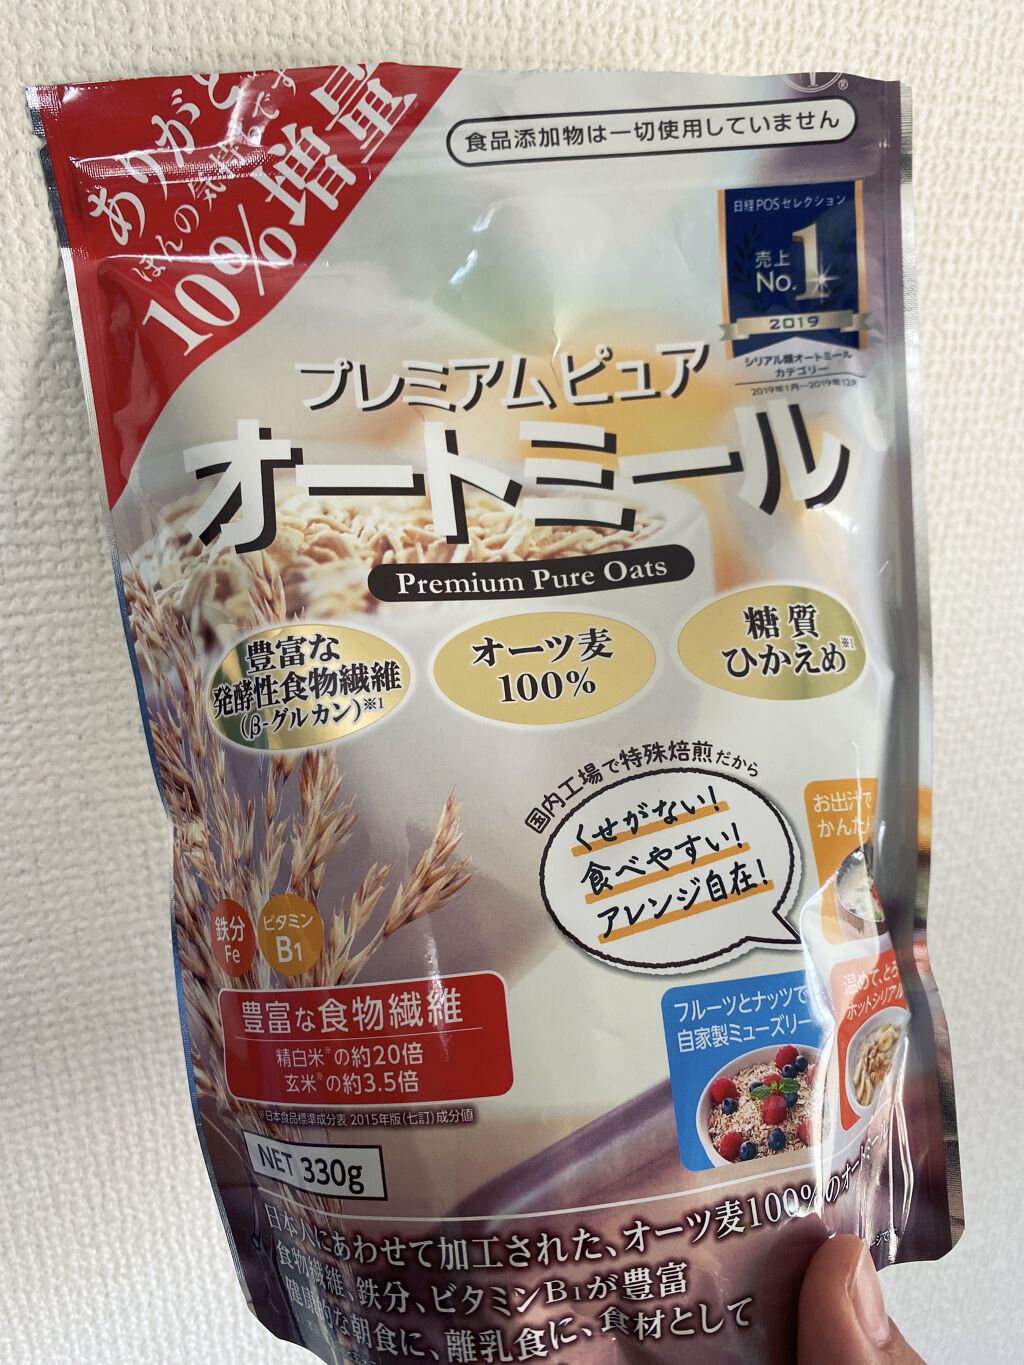 ありがとう
ほんの気持ちです
10%増量
食品添加物は一切使用していません
®
日経POSセレクション
売上
No.1
2019
シリアル類オートミール
カテゴリー
2019年1月～2019年12月
プレミアムピュア
オートミール
Premium Pure Oats
豊富な
発酵性食物繊維
(β-グルカン)※1
オーツ麦
100%
糖質
ひかえめ※1
国内工場で特殊焙煎だから
くせがない!
食べやすい!
アレンジ自在!
お出汁で
かんたん
鉄分
Fe
ビタミン
B1
豊富な食物繊維
精白米※の約20倍
玄米※の約3.5倍
※日本食品標準成分表 2015年版(七訂)成分値
フルーツとナッツで
自家製ミューズリー
温めて、とろ
ホットシリアル
NET 330g
日本人にあわせて加工された、オーツ麦100%のオートミール
食物繊維、鉄分、ビタミンB1が豊富
健康的な朝食に、離乳食に、食材として